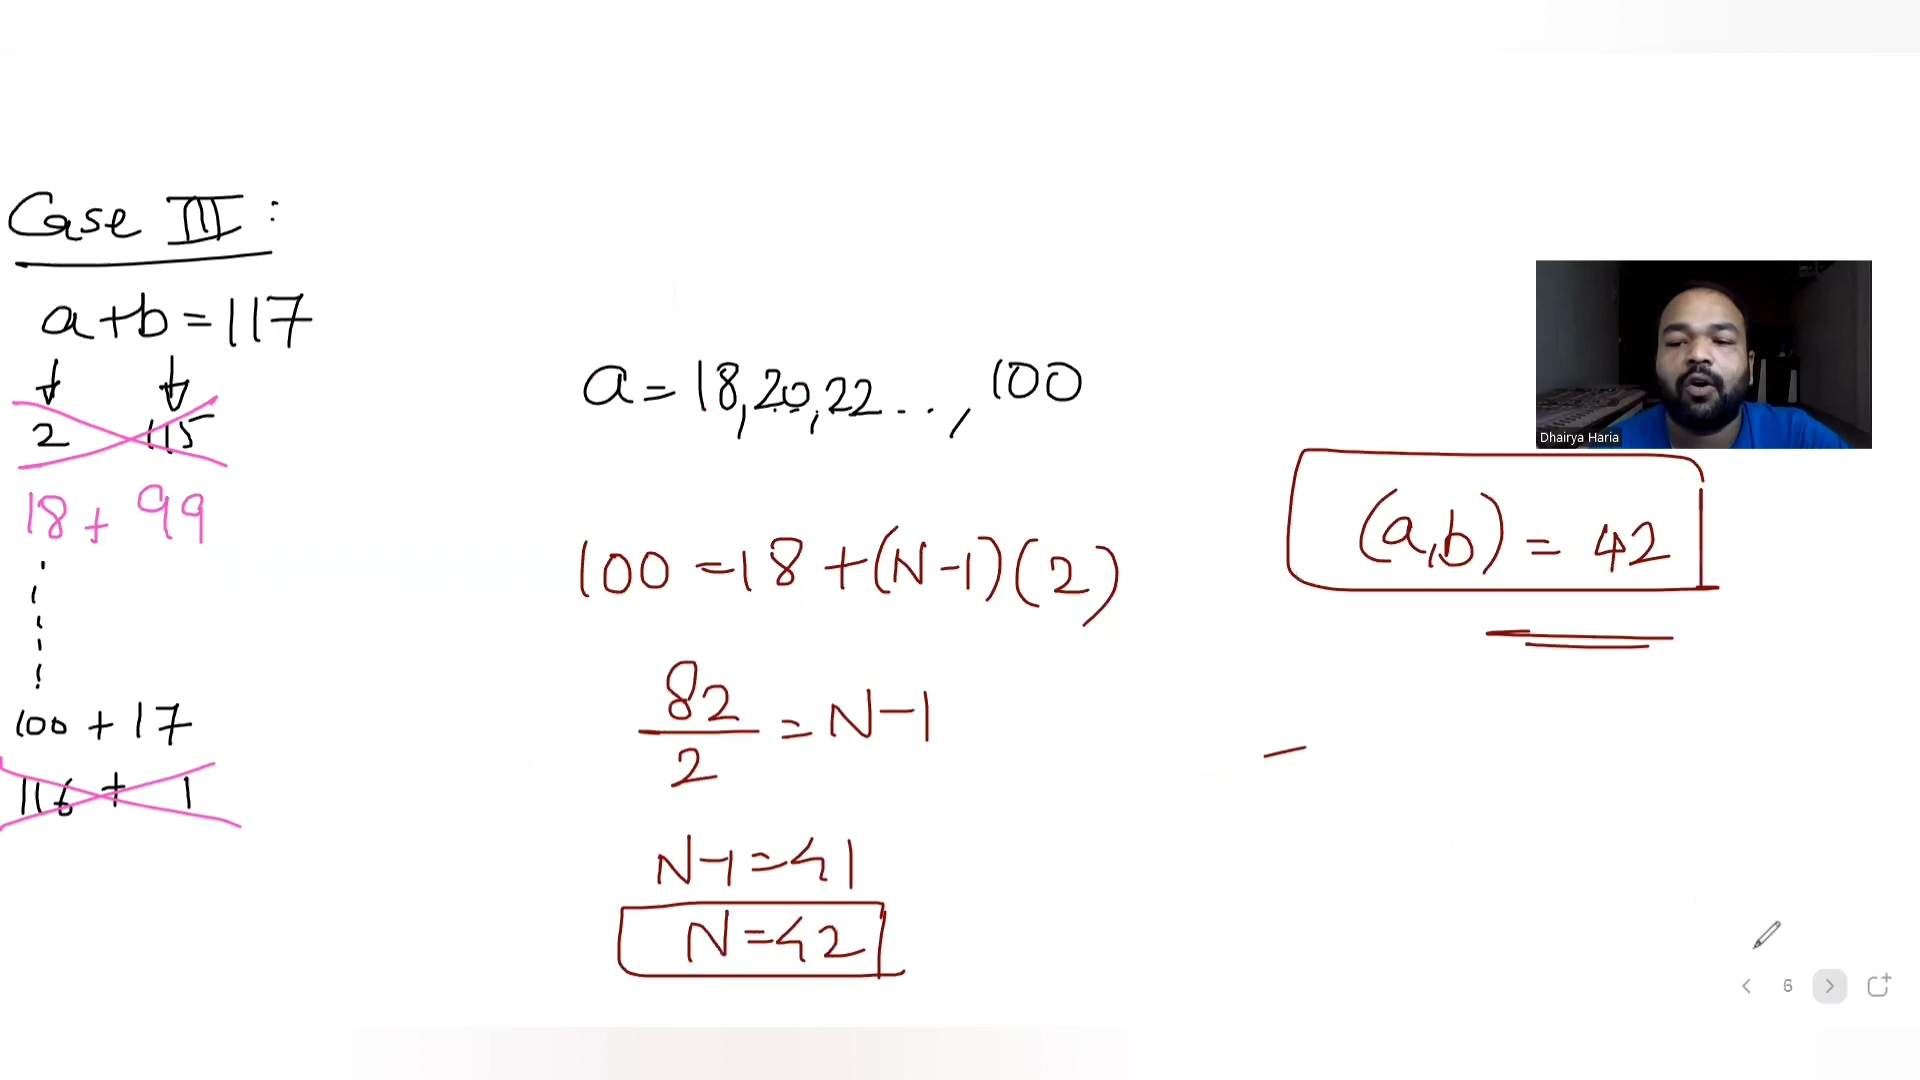 Case III :
a+b=117
2 115
18 + 99
100 + 17
116 + 1
a = 18, 20, 22 ..., 100
100 = 18 + (N-1)(2)
82
2
= N-1
N-1 = 41
N = 42
Dhairya Haria
(a,b) = 42
6